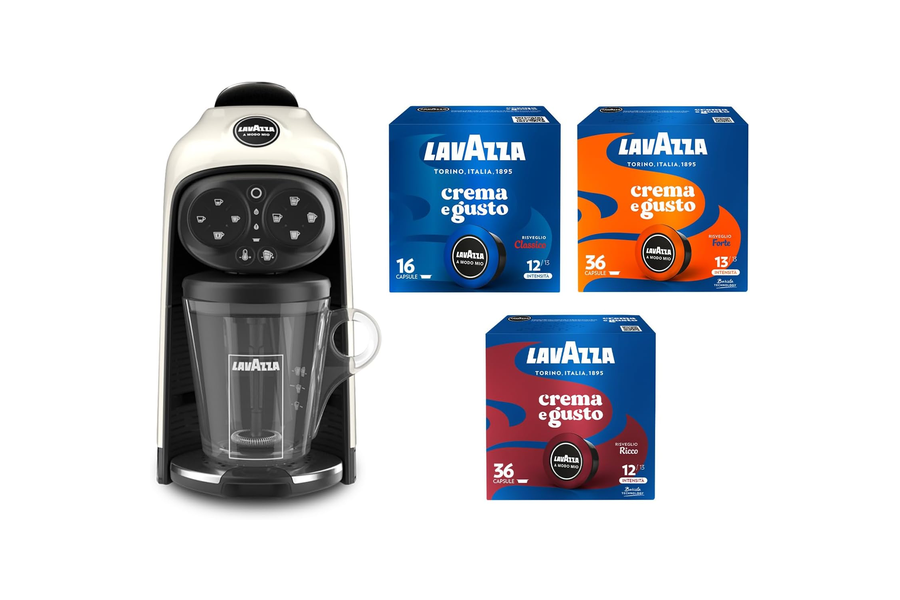 LAVAZZA
A MODO MIO
LAVAZZA
LAVAZZA
TORINO, ITALIA, 1895
crema
e gusto
RISVEGLIO
Classico
LAVAZZA
A MODO MIO
16
CAPSULE
12/13
INTENSITÀ
LAVAZZA
TORINO, ITALIA, 1895
crema
e gusto
RISVEGLIO
Forte
LAVAZZA
A MODO MIO
36
CAPSULE
13/13
INTENSITÀ
TECHNOLOGY
LAVAZZA
TORINO, ITALIA, 1895
crema
e gusto
RISVEGLIO
Ricco
LAVAZZA
A MODO MIO
36
CAPSULE
12/13
INTENSITÀ
TECHNOLOGY